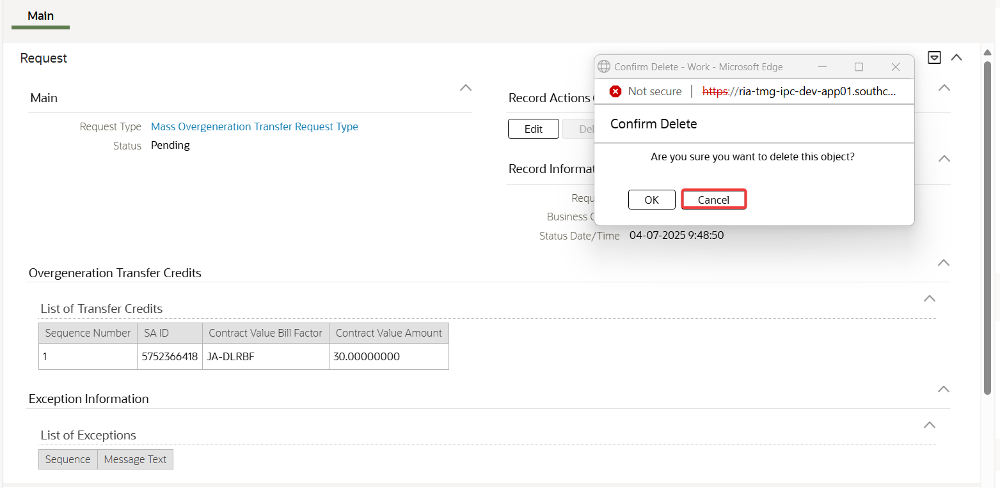 Main
Request
Confirm Delete - Work - Microsoft Edge
Not secure https://ria-tmg-ipc-dev-app01.southc...
Confirm Delete
Are you sure you want to delete this object?
OK Cancel
Main
Request Type Mass Overgeneration Transfer Request Type
Status Pending
Record Actions
Edit Del
Record Informat
Requ
Business
Status Date/Time 04-07-2025 9:48:50
Overgeneration Transfer Credits
List of Transfer Credits
Sequence Number SA ID Contract Value Bill Factor Contract Value Amount
1 5752366418 JA-DLRBF 30.00000000
Exception Information
List of Exceptions
Sequence Message Text